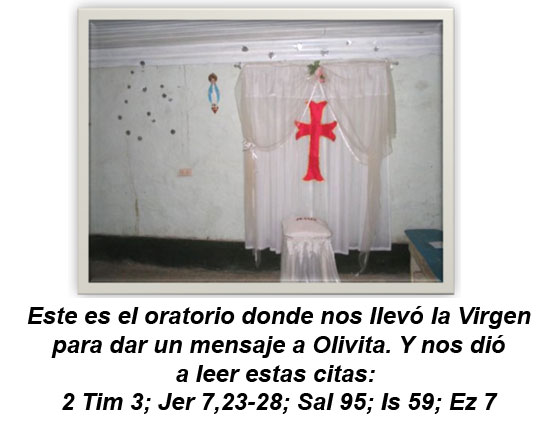 Este es el oratorio donde nos llevó la Virgen
para dar un mensaje a Olivita. Y nos dió
a leer estas citas:
2 Tim 3; Jer 7,23-28; Sal 95; Is 59; Ez 7